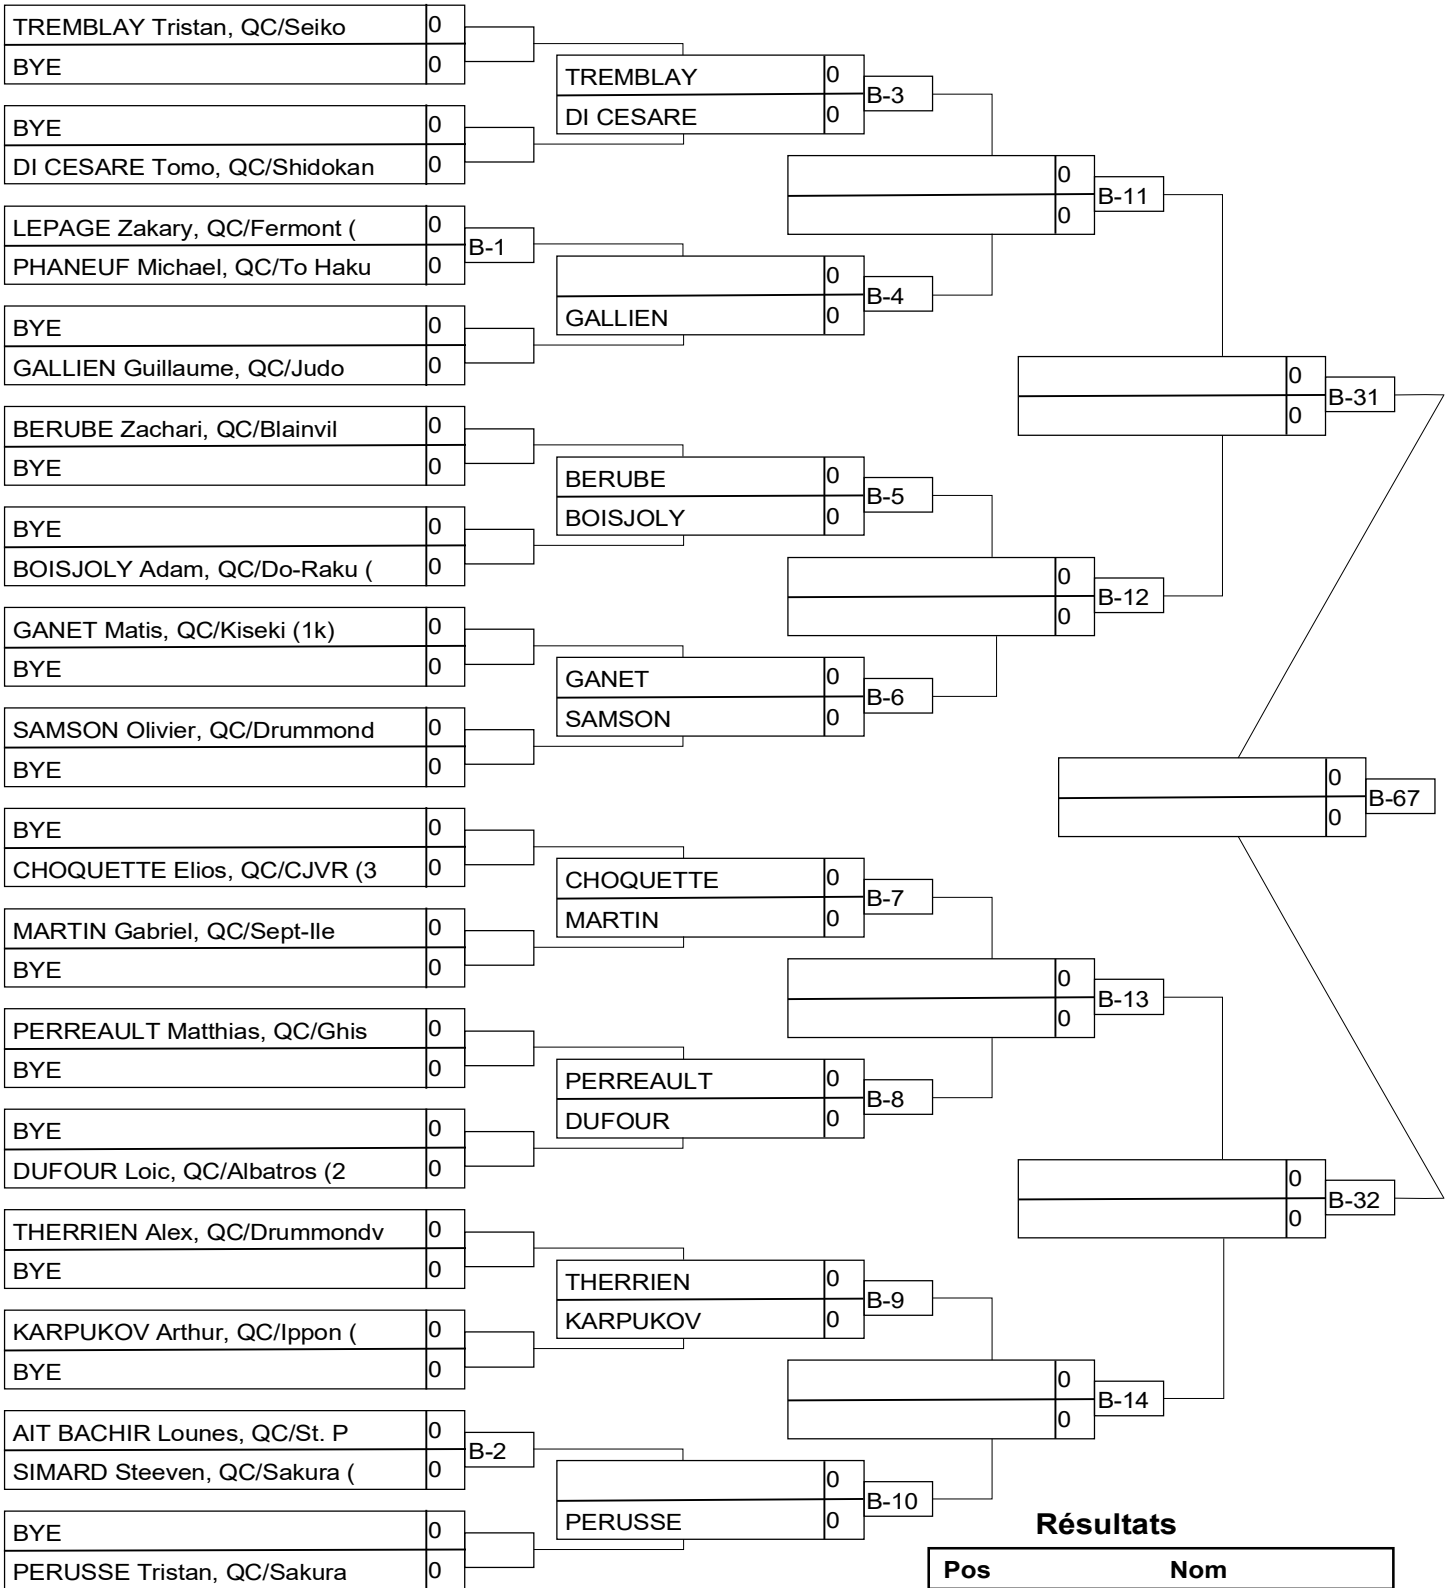 TREMBLAY Tristan, QC/Seiko 0
BYE 0
BYE 0
DI CESARE Tomo, QC/Shidokan 0
LEPAGE Zakary, QC/Fermont ( 0
PHANEUF Michael, QC/To Haku 0
B-1
BYE 0
GALLIEN Guillaume, QC/Judo 0
BERUBE Zachari, QC/Blainvil 0
BYE 0
BYE 0
BOISJOLY Adam, QC/Do-Raku ( 0
GANET Matis, QC/Kiseki (1k) 0
BYE 0
SAMSON Olivier, QC/Drummond 0
BYE 0
BYE 0
CHOQUETTE Elios, QC/CJVR (3 0
MARTIN Gabriel, QC/Sept-Ile 0
BYE 0
PERREAULT Matthias, QC/Ghis 0
BYE 0
BYE 0
DUFOUR Loic, QC/Albatros (2 0
THERRIEN Alex, QC/Drummondv 0
BYE 0
KARPUKOV Arthur, QC/Ippon ( 0
BYE 0
AIT BACHIR Lounes, QC/St. P 0
SIMARD Steeven, QC/Sakura ( 0
B-2
BYE 0
PERUSSE Tristan, QC/Sakura 0
TREMBLAY 0
DI CESARE 0
B-3
0
GALLIEN 0
B-4
BERUBE 0
BOISJOLY 0
B-5
GANET 0
SAMSON 0
B-6
CHOQUETTE 0
MARTIN 0
B-7
PERREAULT 0
DUFOUR 0
B-8
THERRIEN 0
KARPUKOV 0
B-9
0
PERUSSE 0
B-10
0
0
B-11
0
0
B-12
0
0
B-13
0
0
B-14
0
0
B-31
0
0
B-32
0
0
B-67
Résultats
Pos Nom